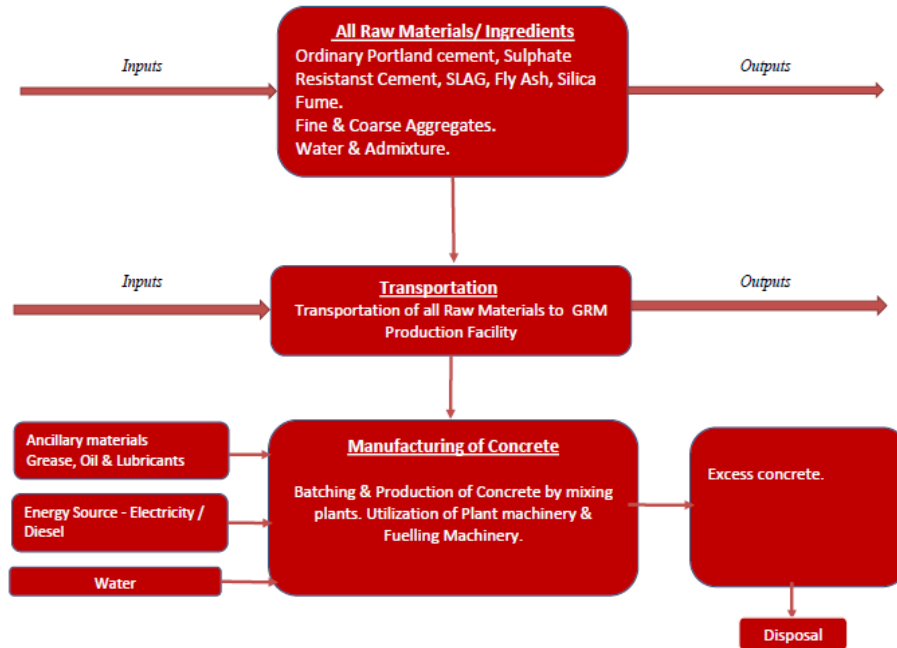 All Raw Materials/ Ingredients
Ordinary Portland cement, Sulphate
Resistanst Cement, SLAG, Fly Ash, Silica
Fume.
Fine & Coarse Aggregates.
Water & Admixture.
Inputs
Outputs
Inputs
Transportation
Transportation of all Raw Materials to GRM
Production Facility
Outputs
Ancillary materials
Grease, Oil & Lubricants
Energy Source - Electricity /
Diesel
Water
Manufacturing of Concrete
Batching & Production of Concrete by mixing
plants. Utilization of Plant machinery &
Fuelling Machinery.
Excess concrete.
Disposal